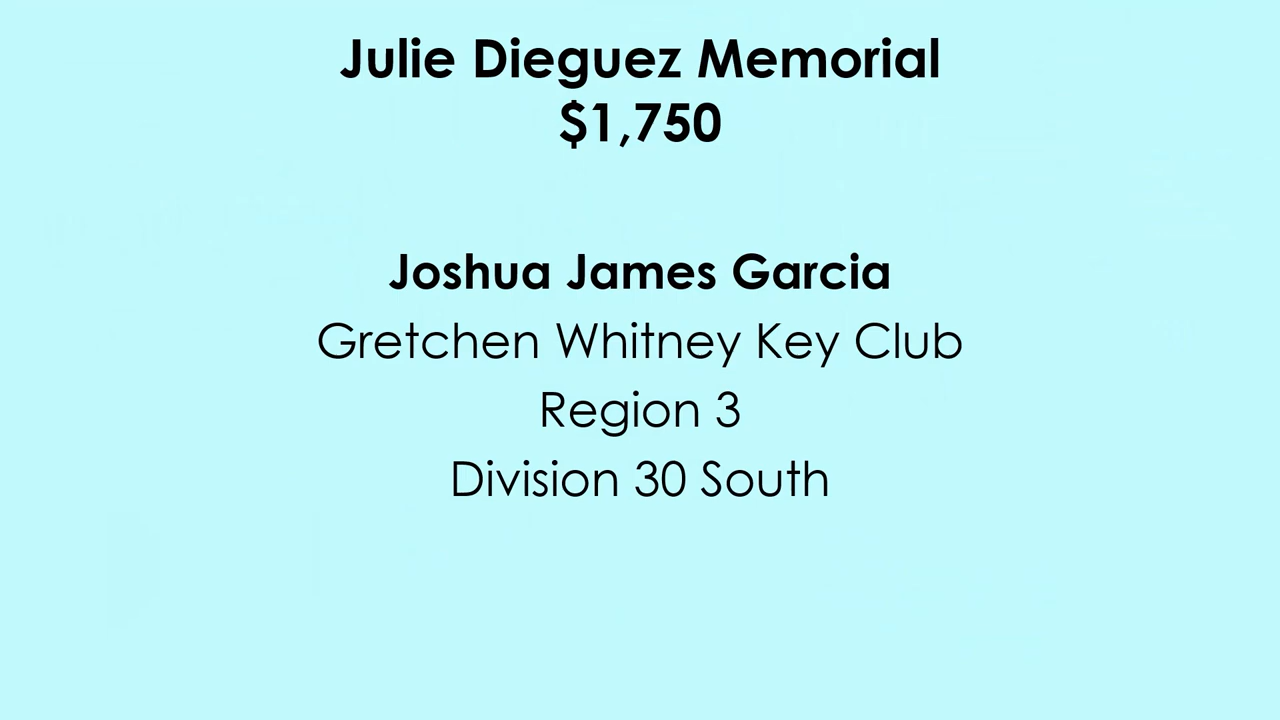 Julie Dieguez Memorial
$1,750
Joshua James Garcia
Gretchen Whitney Key Club
Region 3
Division 30 South